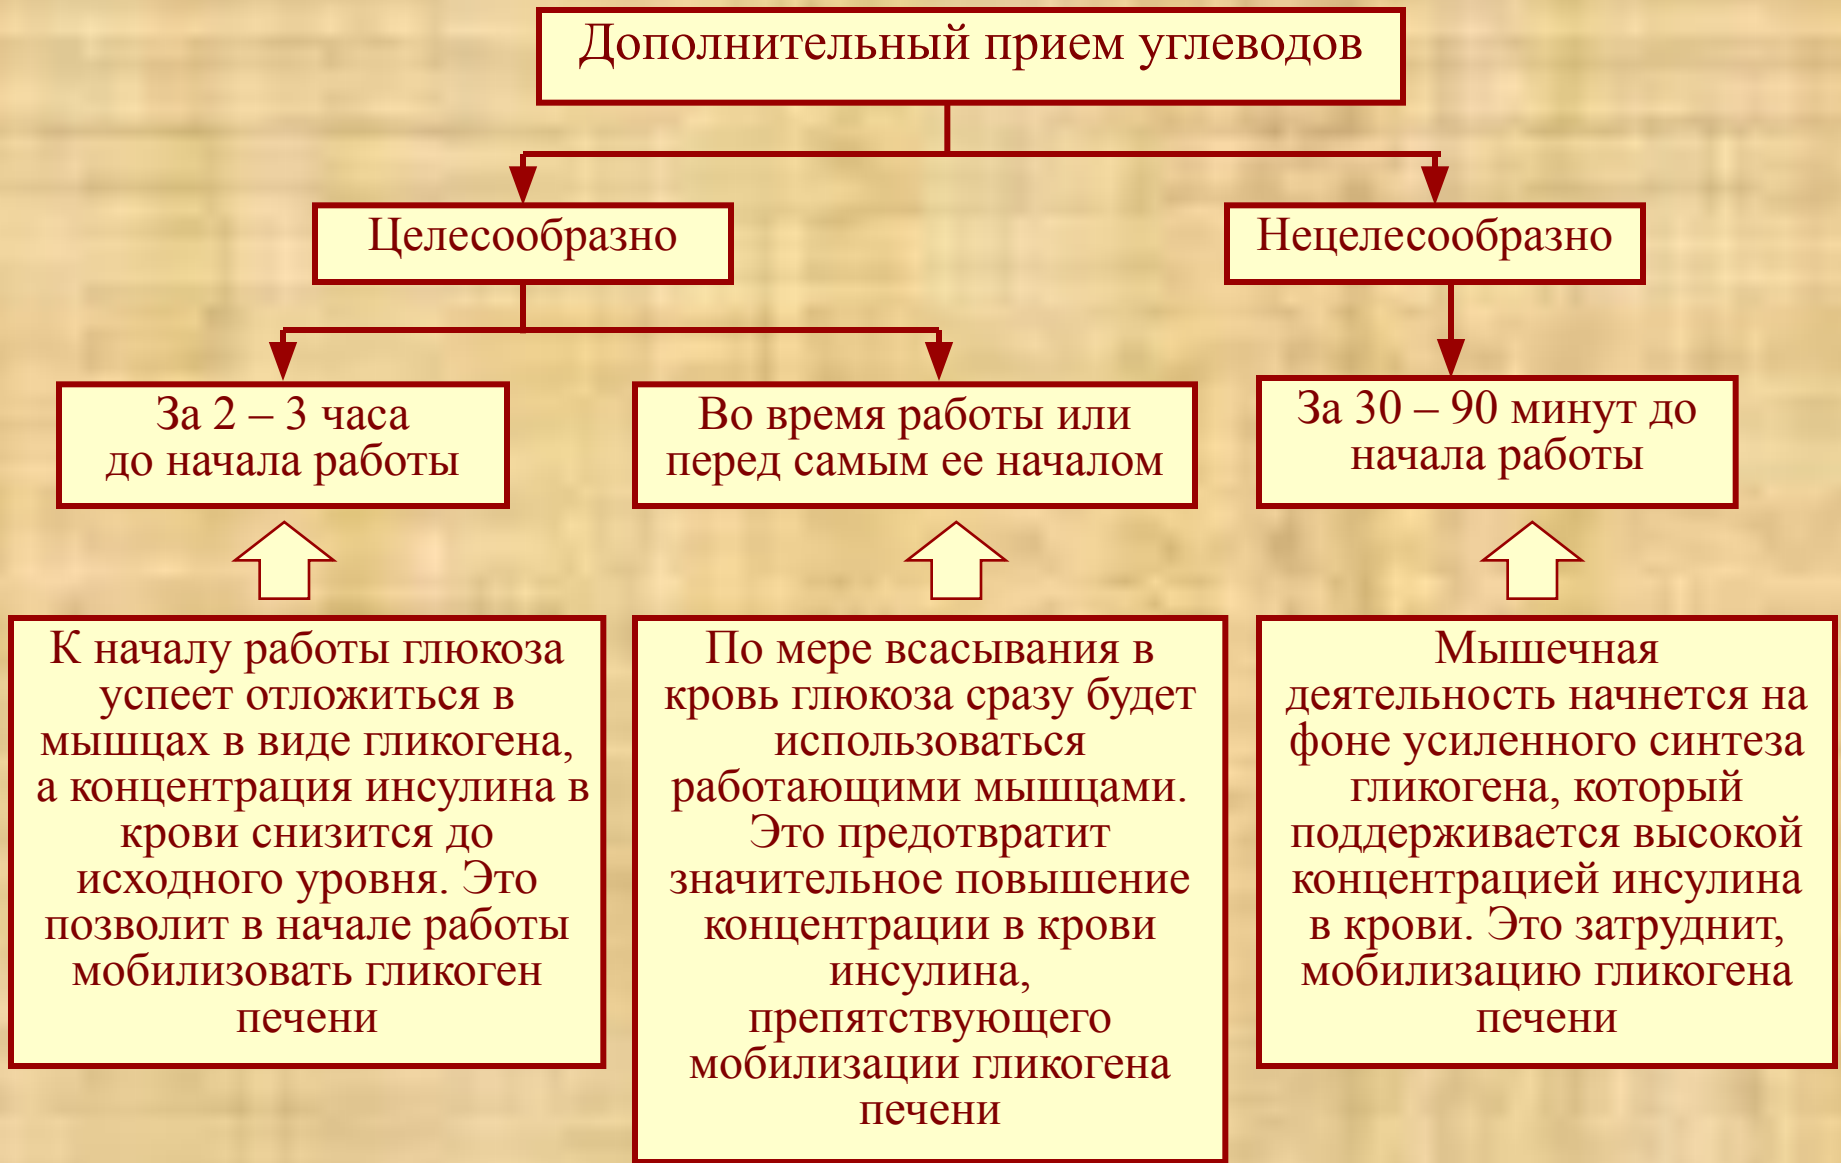 Дополнительный прием углеводов
Целесообразно
Нецелесообразно
За 2 – 3 часа
до начала работы
Во время работы или
перед самым ее началом
За 30 – 90 минут до
начала работы
К началу работы глюкоза
успеет отложиться в
мышцах в виде гликогена,
а концентрация инсулина в
крови снизится до
исходного уровня. Это
позволит в начале работы
мобилизовать гликоген
печени
По мере всасывания в
кровь глюкоза сразу будет
использоваться
работающими мышцами.
Это предотвратит
значительное повышение
концентрации в крови
инсулина,
препятствующего
мобилизации гликогена
печени
Мышечная
деятельность начнется на
фоне усиленного синтеза
гликогена, который
поддерживается высокой
концентрацией инсулина
в крови. Это затруднит,
мобилизацию гликогена
печени